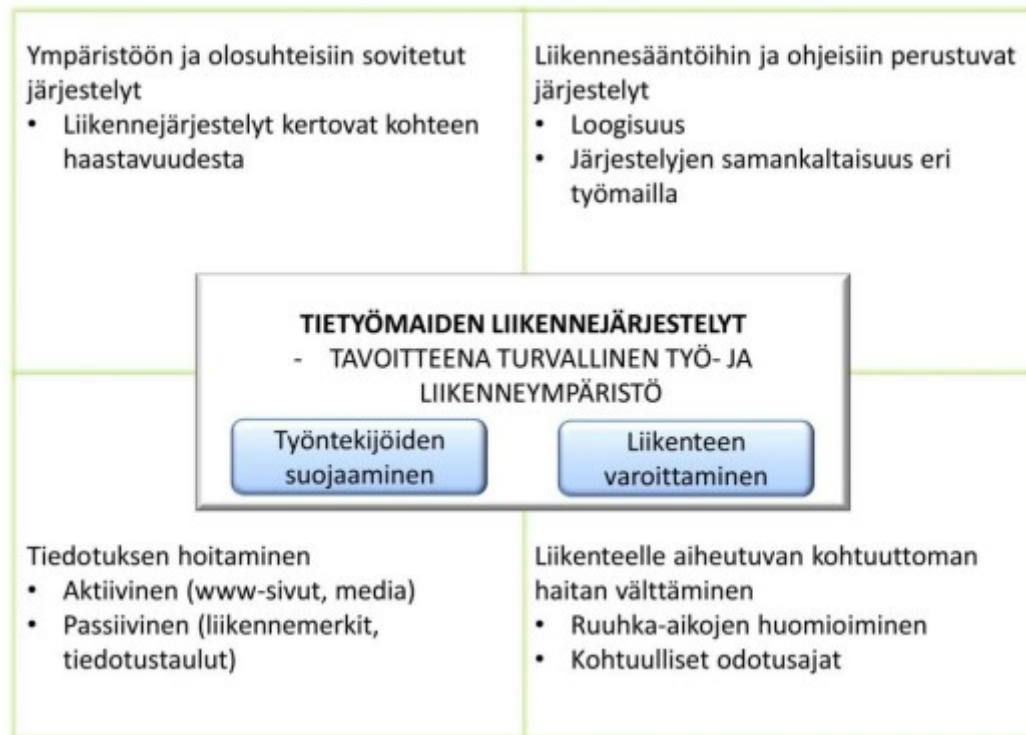 Ympäristöön ja olosuhteisiin sovitetut
järjestelyt
• Liikennejärjestelyt kertovat kohteen
haastavuudesta
Liikennesääntöihin ja ohjeisiin perustuvat
järjestelyt
• Loogisuus
• Järjestelyjen samankaltaisuus eri
työmailla
TIETYÖMAIDEN LIIKENNEJÄRJESTELYT
- TAVOITTEENA TURVALLINEN TYÖ- JA
LIIKENNEYMPÄRISTÖ
Työntekijöiden
suojaaminen
Liikenteen
varoittaminen
Tiedotuksen hoitaminen
• Aktiivinen (www-sivut, media)
• Passiivinen (liikennemerkit,
tiedotustaulut)
Liikenteelle aiheutuvan kohtuuttoman
haitan välttäminen
• Ruuhka-aikojen huomioiminen
• Kohtuulliset odotusajat